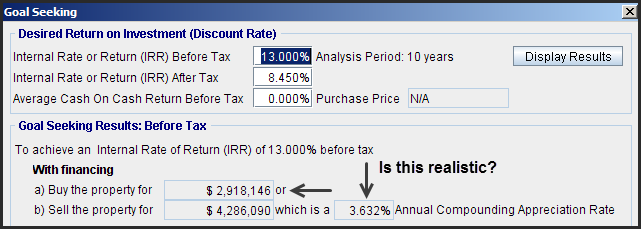 Goal Seeking
Desired Return on Investment (Discount Rate)
Internal Rate or Return (IRR) Before Tax 13.000% Analysis Period: 10 years Display Results
Internal Rate or Return (IRR) After Tax 8.450%
Average Cash On Cash Return Before Tax 0.000% Purchase Price N/A
Goal Seeking Results: Before Tax
To achieve an Internal Rate of Return (IRR) of 13.000% before tax
With financing
Is this realistic?
a) Buy the property for $ 2,918,146 or
b) Sell the property for $ 4,286,090 which is a 3.632% Annual Compounding Appreciation Rate